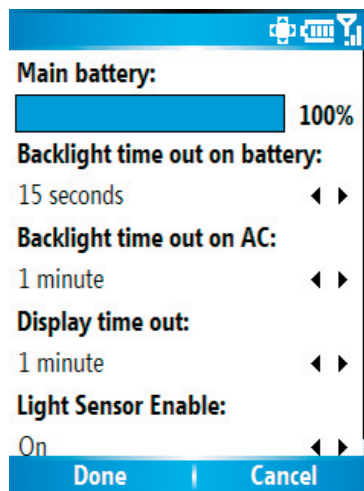 Main battery:
100%
Backlight time out on battery:
15 seconds
Backlight time out on AC:
1 minute
Display time out:
1 minute
Light Sensor Enable:
On
Done Cancel